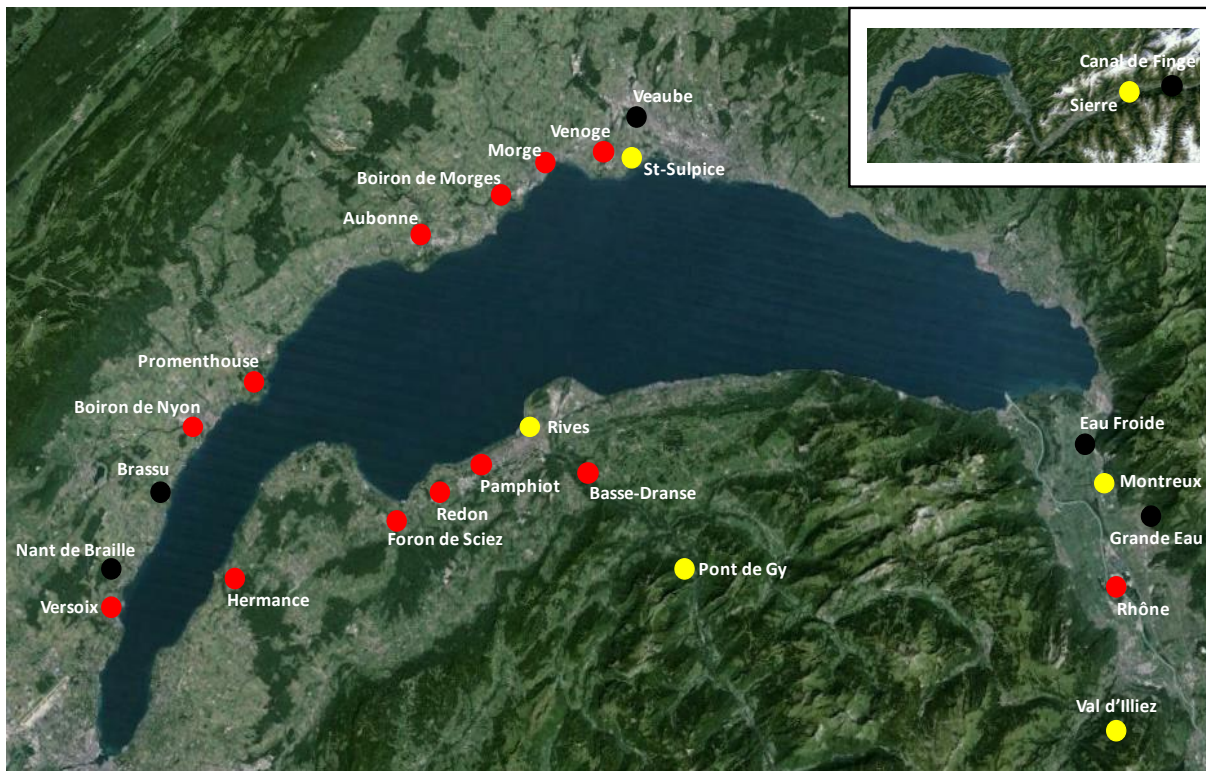 Canal de Finge
Sierre
Veaube
Venoge
Morge
St-Sulpice
Boiron de Morges
Aubonne
Promenthouse
Boiron de Nyon
Rives
Eau Froide
Brassu
Pamphiot
Basse-Dranse
Montreux
Redon
Foron de Sciez
Grande Eau
Nant de Braille
Pont de Gy
Hermance
Versoix
Rhône
Val d’Illiez